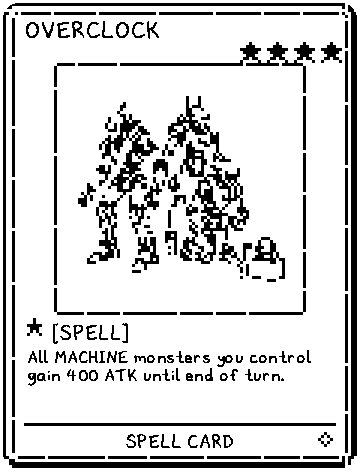 OVERCLOCK
[SPELL]
All MACHINE monsters you control
gain 400 ATK until end of turn.
SPELL CARD